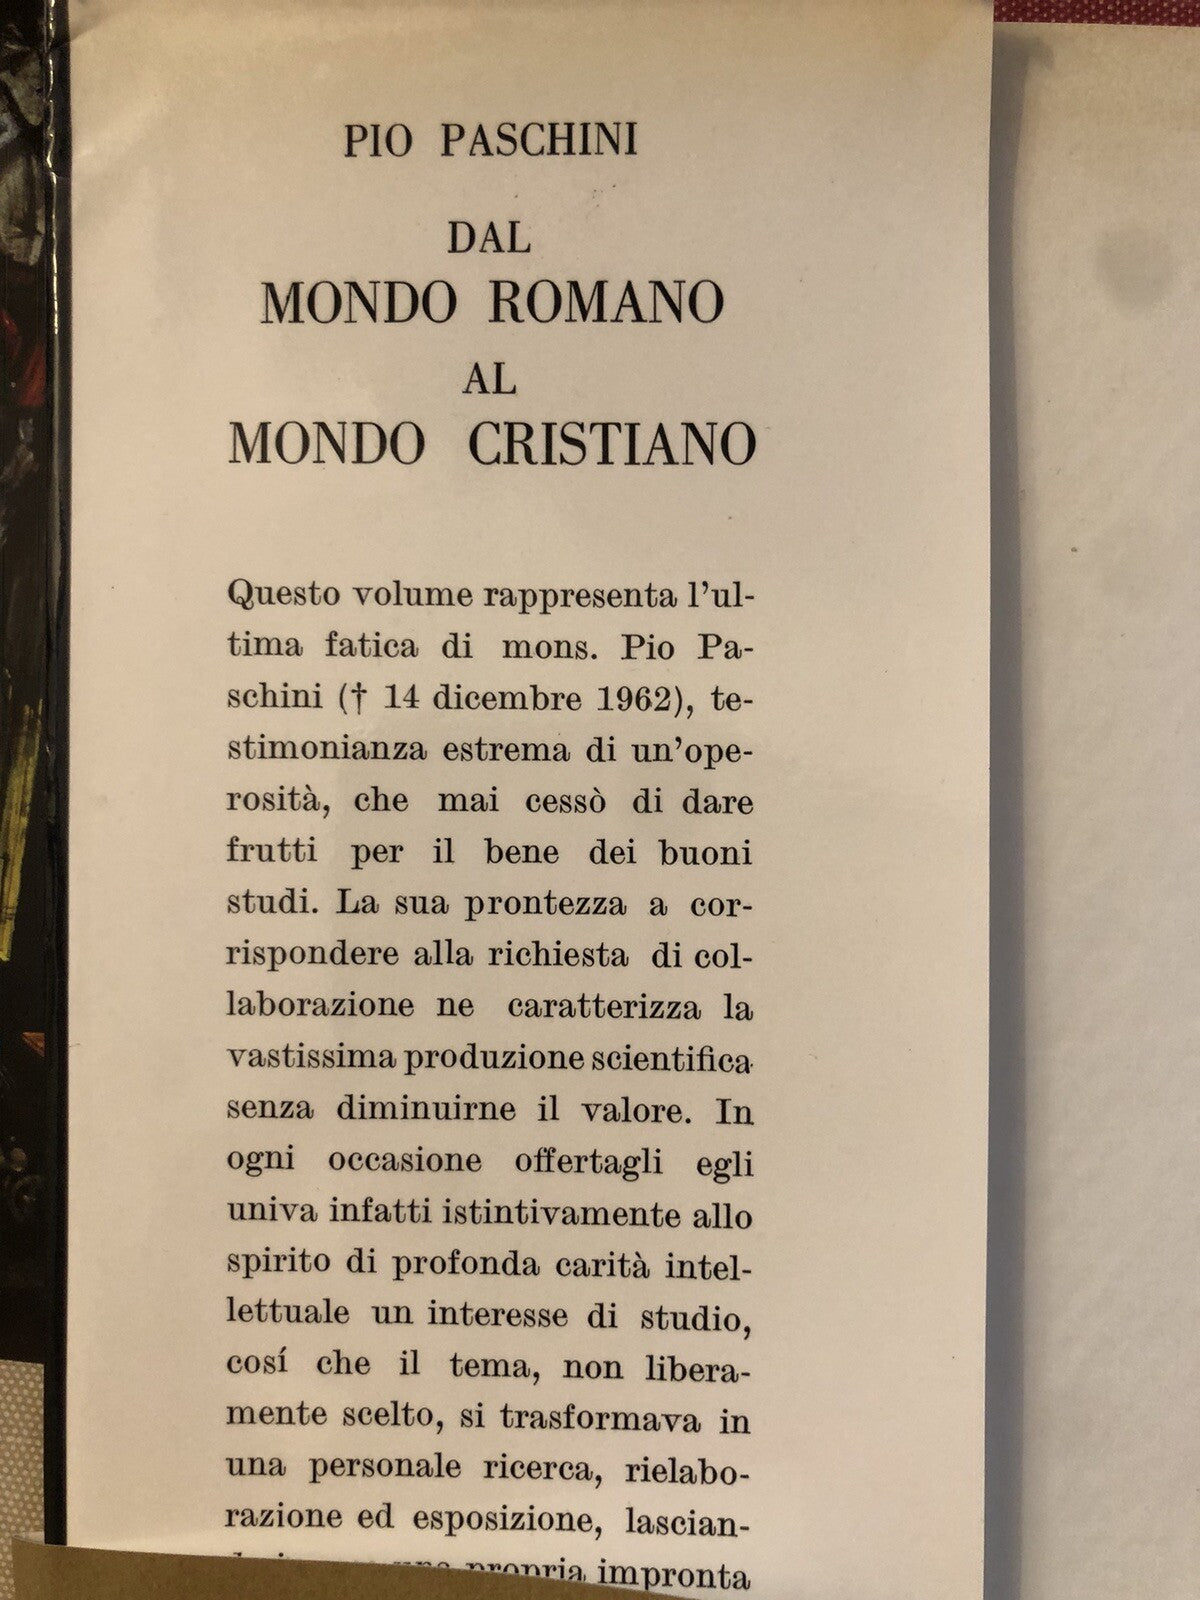 PIO PASCHINI
DAL
MONDO ROMANO
AL
MONDO CRISTIANO
Questo volume rappresenta l'ul-
tima fatica di mons. Pio Pa-
schini († 14 dicembre 1962), te-
stimonianza estrema di un'ope-
rosità, che mai cessò di dare
frutti per il bene dei buoni
studi. La sua prontezza a cor-
rispondere alla richiesta di col-
laborazione ne caratterizza la
vastissima produzione scientifica
senza diminuirne il valore. In
ogni occasione offertagli egli
univa infatti istintivamente allo
spirito di profonda carità intel-
lettuale un interesse di studio,
cosí che il tema, non libera-
mente scelto, si trasformava in
una personale ricerca, rielabo-
razione ed esposizione, lascian-
propria impronta